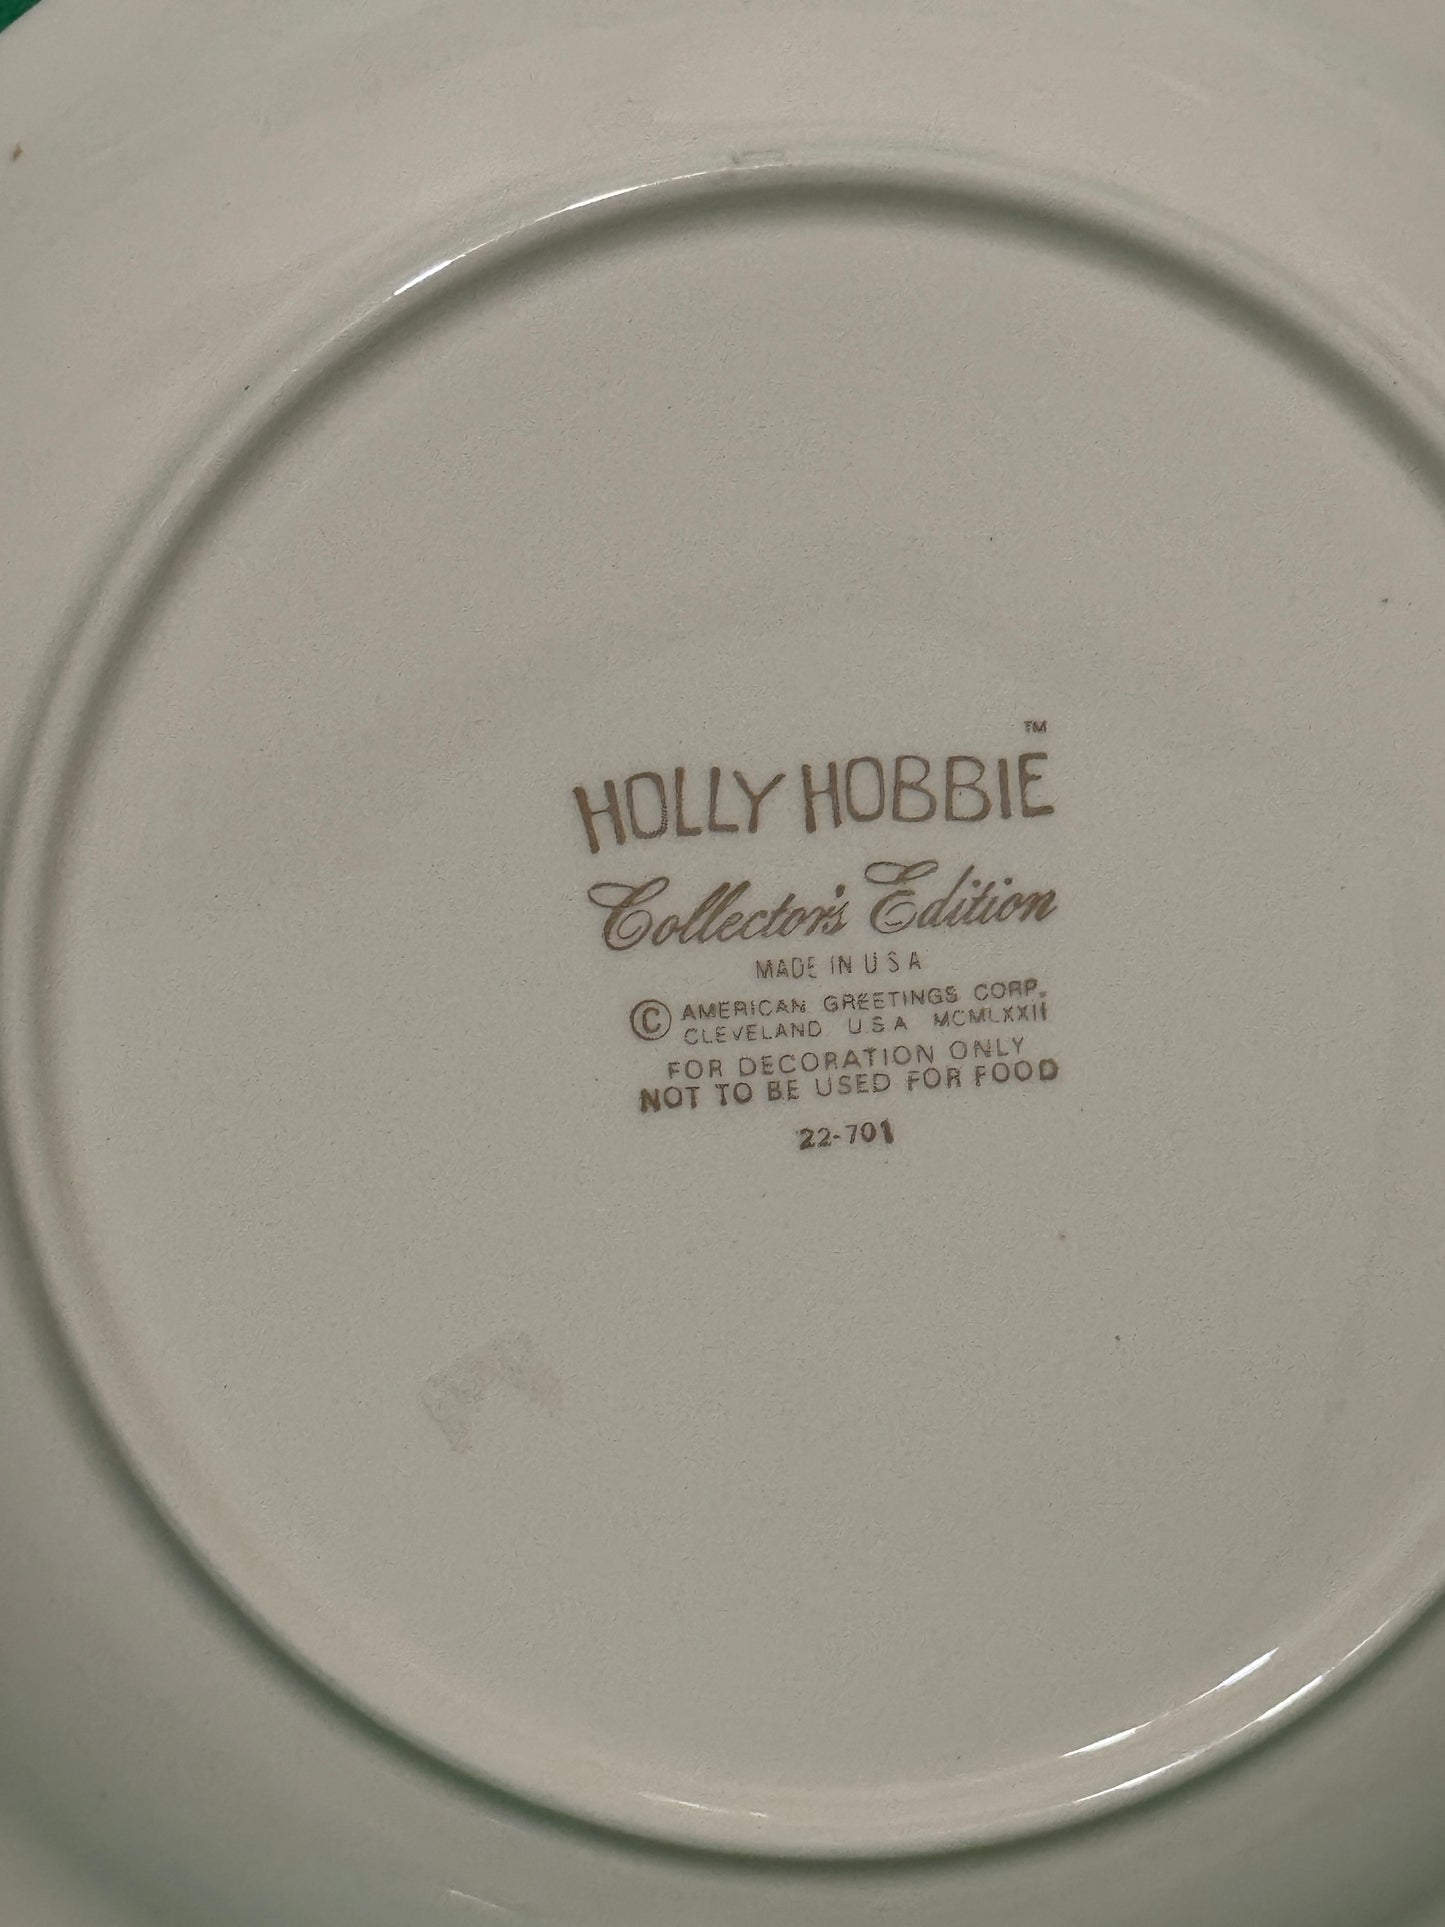 HOLLY HOBBIE™
Collector's Edition
MADE IN U S A
© AMERICAN GREETINGS CORP.
CLEVELAND U.S.A MCMLXXII
FOR DECORATION ONLY
NOT TO BE USED FOR FOOD
22-701